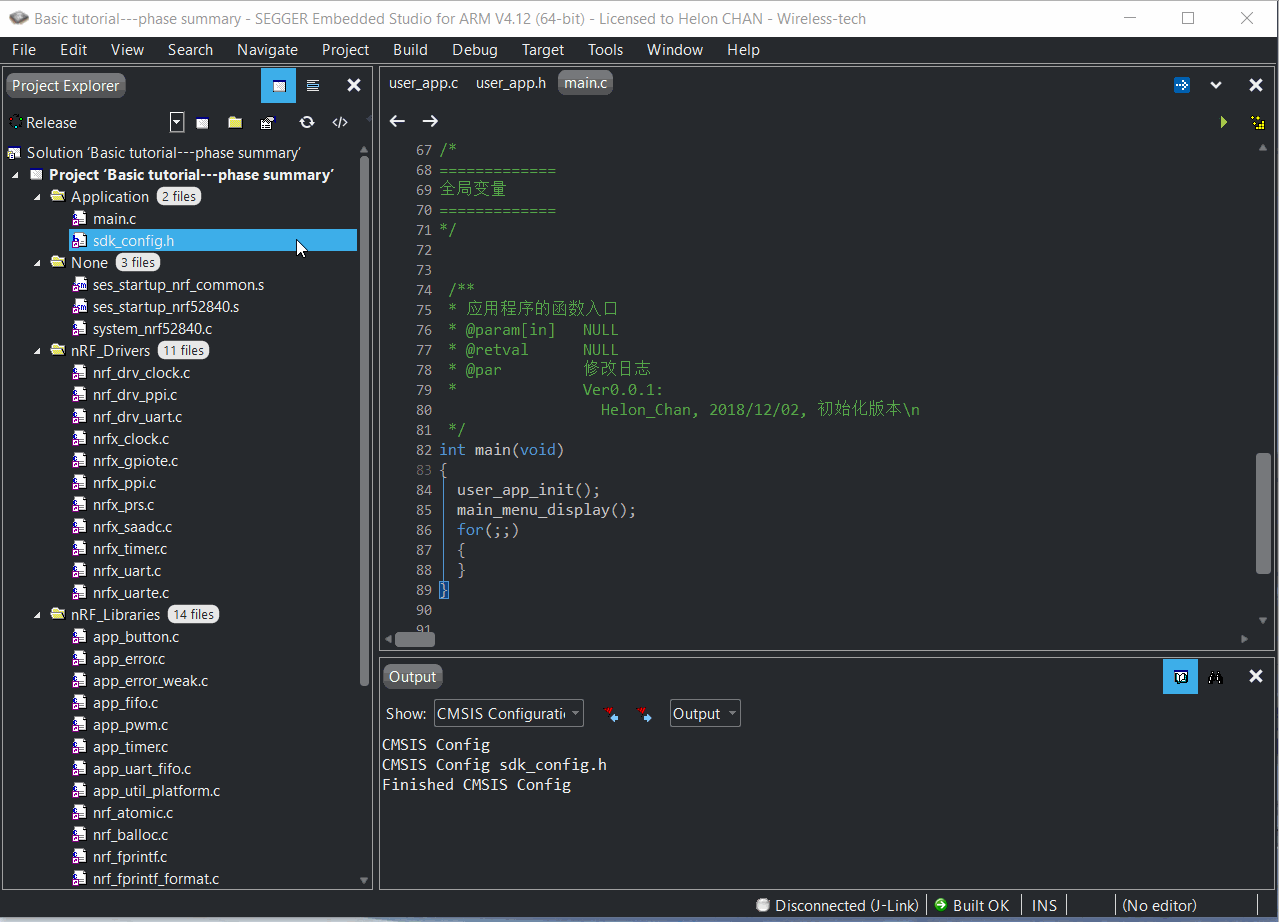 Basic tutorial---phase summary - SEGGER Embedded Studio for ARM V4.12 (64-bit) - Licensed to Helon CHAN - Wireless-tech
File Edit View Search Navigate Project Build Debug Target Tools Window Help
Project Explorer
Release
Solution ‘Basic tutorial---phase summary’
Project ‘Basic tutorial---phase summary’
Application 2 files
main.c
sdk_config.h
None 3 files
ses_startup_nrf_common.s
ses_startup_nrf52840.s
system_nrf52840.c
nRF_Drivers 11 files
nrf_drv_clock.c
nrf_drv_ppi.c
nrf_drv_uart.c
nrfx_clock.c
nrfx_gpiote.c
nrfx_ppi.c
nrfx_prs.c
nrfx_saadc.c
nrfx_timer.c
nrfx_uart.c
nrfx_uarte.c
nRF_Libraries 14 files
app_button.c
app_error.c
app_error_weak.c
app_fifo.c
app_pwm.c
app_timer.c
app_uart_fifo.c
app_util_platform.c
nrf_atomic.c
nrf_balloc.c
nrf_fprintf.c
nrf_fprintf_format.c
user_app.c user_app.h main.c
67 /*
68 =============
69 全局变量
70 =============
71 */
72
73
74 /**
75 * 应用程序的函数入口
76 * @param[in] NULL
77 * @retval NULL
78 * @par 修改日志
79 * Ver0.0.1:
80 Helon_Chan, 2018/12/02, 初始化版本\n
81 */
82 int main(void)
83 {
84 user_app_init();
85 main_menu_display();
86 for(;;)
87 {
88 }
89 }
90
91
Output
Show: CMSIS Configurati Output
CMSIS Config
CMSIS Config sdk_config.h
Finished CMSIS Config
Disconnected (J-Link) Built OK INS (No editor)